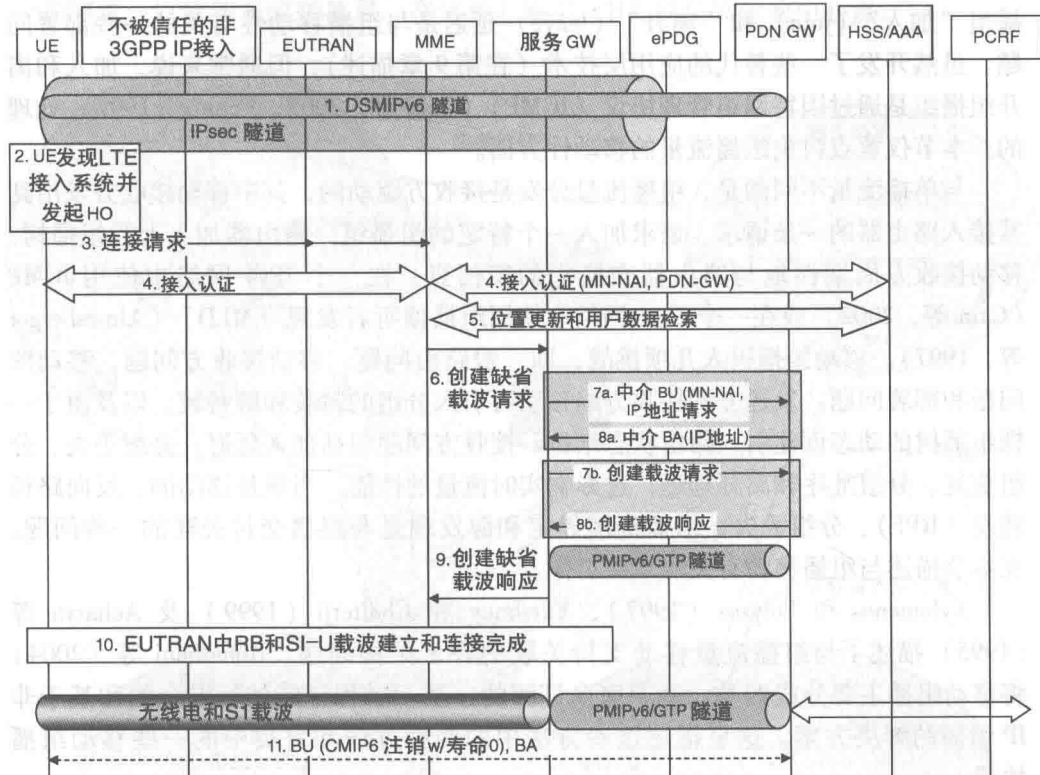 UE
不被信任的非
3GPP IP接入
EUTRAN
MME
服务 GW
ePDG
PDN GW
HSS/AAA
PCRF
1. DSMIPv6 隧道
IPsec 隧道
2. UE发现LTE
接入系统并
发起HO
3. 连接请求
4. 接入认证
4. 接入认证(MN-NAI, PDN-GW)
5. 位置更新和用户数据检索
6. 创建缺省
载波请求
7a. 中介 BU (MN-NAI,
IP地址请求
8a. 中介 BA(IP地址)
7b. 创建载波请求
8b. 创建载波响应
9. 创建缺省
载波响应
PMIPv6/GTP 隧道
10. EUTRAN中RB和SI-U载波建立和连接完成
无线电和S1载波
PMIPv6/GTP 隧道
11. BU (CMIP6 注销 w/寿命0), BA